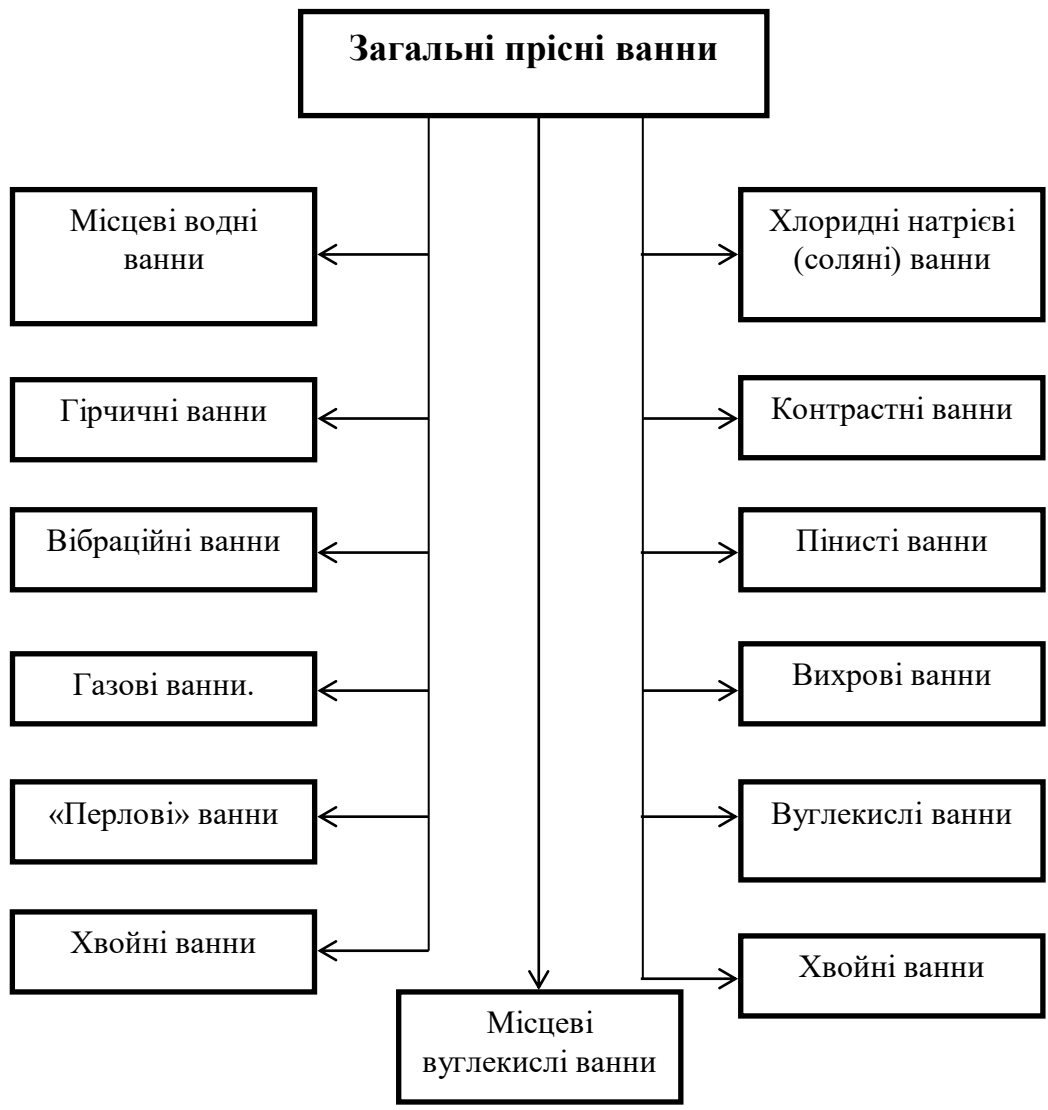 Загальні прісні ванни
Місцеві водні
ванни
Хлоридні натрієві
(соляні) ванни
Гірчичні ванни
Контрастні ванни
Вібраційні ванни
Пінисті ванни
Газові ванни.
Вихрові ванни
«Перлові» ванни
Вуглекислі ванни
Хвойні ванни
Хвойні ванни
Місцеві
вуглекислі ванни